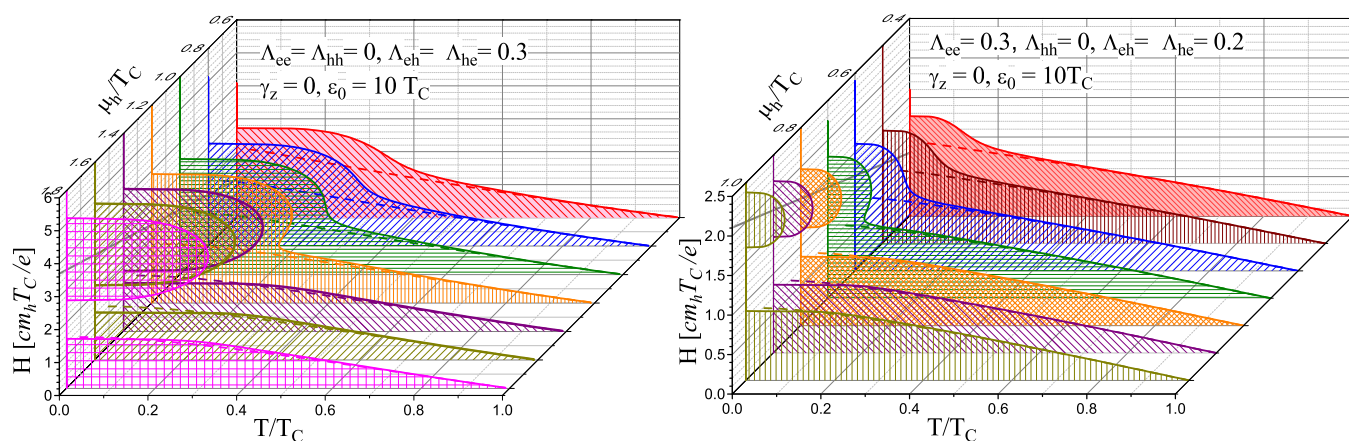 0.6
0.8
1.0
1.2
1.4
1.6
1.8
μh/TC
Λee= Λhh= 0, Λeh= Λhe= 0.3
γz = 0, ε0 = 10 TC
6
5
4
3
2
1
0
H [cmhTC/e]
0.0 0.2 0.4 0.6 0.8 1.0
T/TC
0.4
0.6
0.8
1.0
μh/TC
Λee= 0.3, Λhh= 0, Λeh= Λhe= 0.2
γz = 0, ε0 = 10TC
2.5
2.0
1.5
1.0
0.5
0.0
H [cmhTC/e]
0.0 0.2 0.4 0.6 0.8 1.0
T/TC